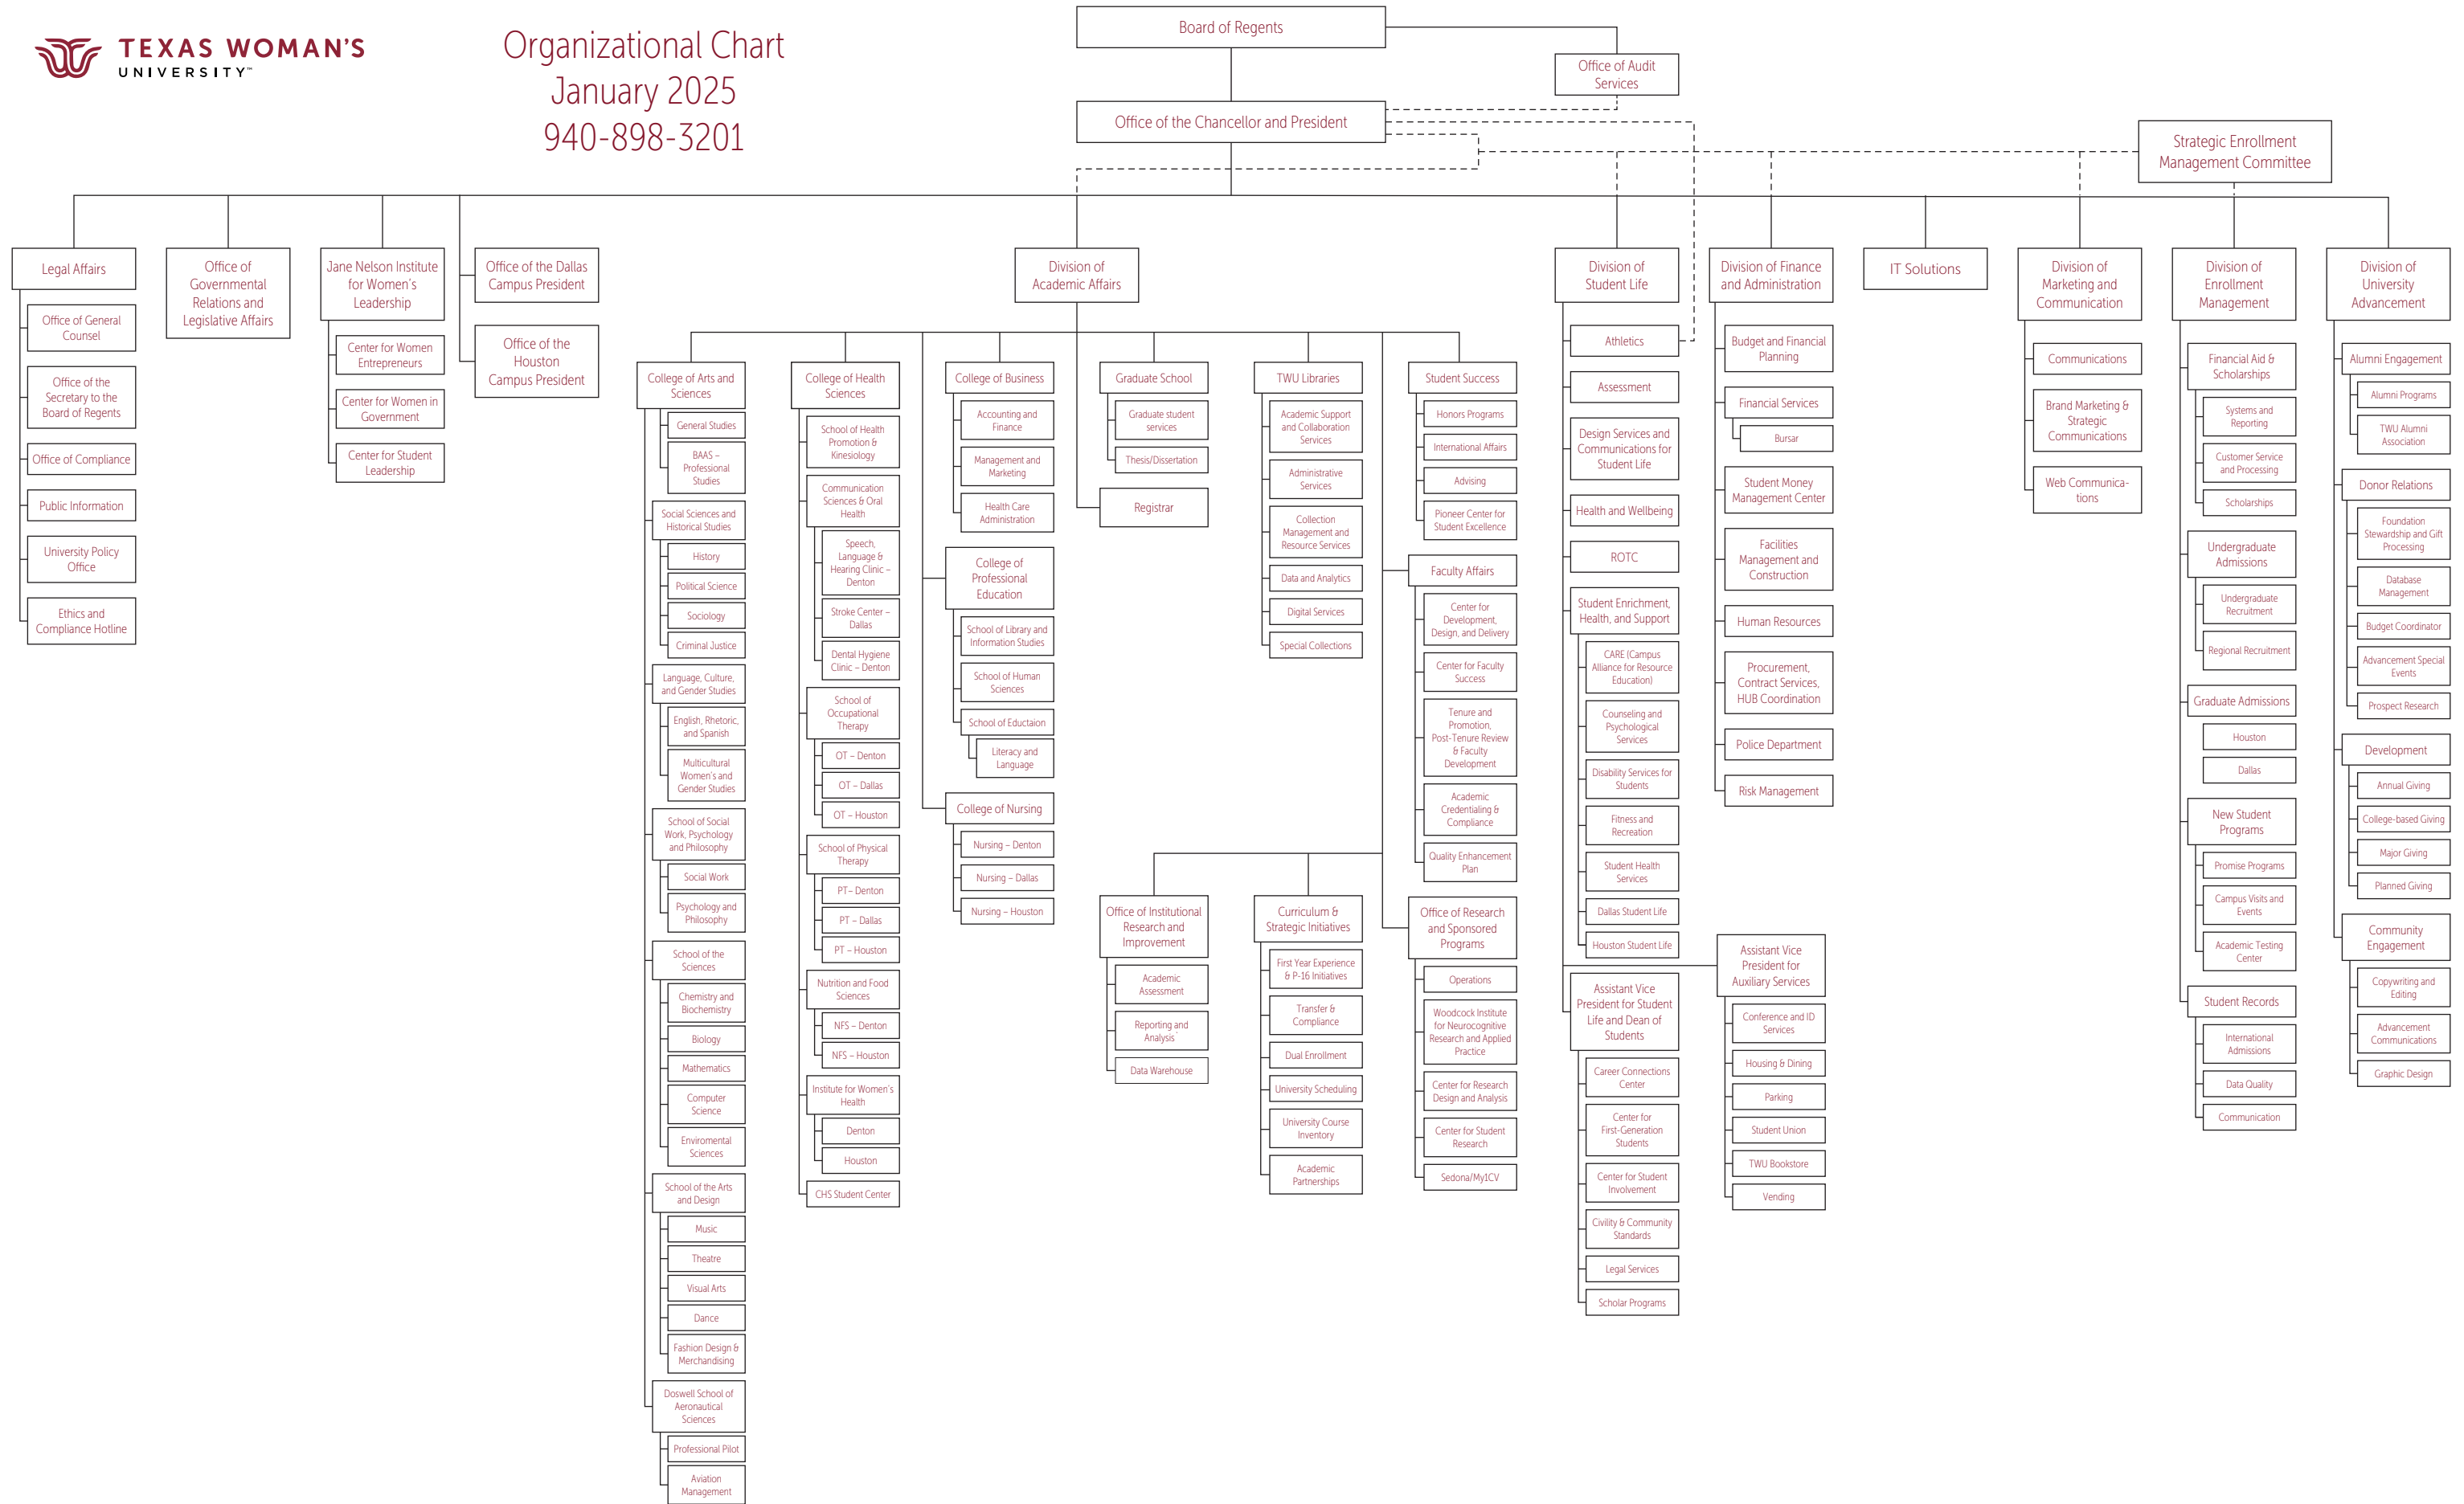 TEXAS WOMAN'S
UNIVERSITY™
Organizational Chart
January 2025
940-898-3201
Board of Regents
Office of Audit
Services
Office of the Chancellor and President
Strategic Enrollment
Management Committee
Legal Affairs
Office of General
Counsel
Office of the
Secretary to the
Board of Regents
Office of Compliance
Public Information
University Policy
Office
Ethics and
Compliance Hotline
Office of
Governmental
Relations and
Legislative Affairs
Jane Nelson Institute
for Women's
Leadership
Center for Women
Entrepreneurs
Center for Women in
Government
Center for Student
Leadership
Office of the Dallas
Campus President
Office of the
Houston
Campus President
Division of
Academic Affairs
College of Arts and
Sciences
General Studies
BAAS –
Professional
Studies
Social Sciences and
Historical Studies
History
Political Science
Sociology
Criminal Justice
Language, Culture,
and Gender Studies
English, Rhetoric,
and Spanish
Multicultural
Women's and
Gender Studies
School of Social
Work, Psychology
and Philosophy
Social Work
Psychology and
Philosophy
School of the
Sciences
Chemistry and
Biochemistry
Biology
Mathematics
Computer
Science
Enviromental
Sciences
School of the Arts
and Design
Music
Theatre
Visual Arts
Dance
Fashion Design &
Merchandising
Doswell School of
Aeronautical
Sciences
Professional Pilot
Aviation
Management
College of Health
Sciences
School of Health
Promotion &
Kinesiology
Communication
Sciences & Oral
Health
Speech,
Language &
Hearing Clinic –
Denton
Stroke Center –
Dallas
Dental Hygiene
Clinic – Denton
School of
Occupational
Therapy
OT – Denton
OT – Dallas
OT – Houston
School of Physical
Therapy
PT– Denton
PT – Dallas
PT – Houston
Nutrition and Food
Sciences
NFS – Denton
NFS – Houston
Institute for Women's
Health
Denton
Houston
CHS Student Center
College of Business
Accounting and
Finance
Management and
Marketing
Health Care
Administration
College of
Professional
Education
School of Library and
Information Studies
School of Human
Sciences
School of Eductaion
Literacy and
Language
College of Nursing
Nursing – Denton
Nursing – Dallas
Nursing – Houston
Graduate School
Graduate student
services
Thesis/Dissertation
Registrar
TWU Libraries
Academic Support
and Collaboration
Services
Administrative
Services
Collection
Management and
Resource Services
Data and Analytics
Digital Services
Special Collections
Student Success
Honors Programs
International Affairs
Advising
Pioneer Center for
Student Excellence
Faculty Affairs
Center for
Development,
Design, and Delivery
Center for Faculty
Success
Tenure and
Promotion,
Post-Tenure Review
& Faculty
Development
Academic
Credentialing &
Compliance
Quality Enhancement
Plan
Office of Institutional
Research and
Improvement
Academic
Assessment
Reporting and
Analysis
Data Warehouse
Curriculum &
Strategic Initiatives
First Year Experience
& P-16 Initiatives
Transfer &
Compliance
Dual Enrollment
University Scheduling
University Course
Inventory
Academic
Partnerships
Office of Research
and Sponsored
Programs
Operations
Woodcock Institute
for Neurocognitive
Research and Applied
Practice
Center for Research
Design and Analysis
Center for Student
Research
Sedona/My1CV
Division of
Student Life
Athletics
Assessment
Design Services and
Communications for
Student Life
Health and Wellbeing
ROTC
Student Enrichment,
Health, and Support
CARE (Campus
Alliance for Resource
Education)
Counseling and
Psychological
Services
Disability Services for
Students
Fitness and
Recreation
Student Health
Services
Dallas Student Life
Houston Student Life
Assistant Vice
President for Student
Life and Dean of
Students
Career Connections
Center
Center for
First-Generation
Students
Center for Student
Involvement
Civility & Community
Standards
Legal Services
Scholar Programs
Assistant Vice
President for
Auxiliary Services
Conference and ID
Services
Housing & Dining
Parking
Student Union
TWU Bookstore
Vending
Division of Finance
and Administration
Budget and Financial
Planning
Financial Services
Bursar
Student Money
Management Center
Facilities
Management and
Construction
Human Resources
Procurement,
Contract Services,
HUB Coordination
Police Department
Risk Management
IT Solutions
Division of
Marketing and
Communication
Communications
Brand Marketing &
Strategic
Communications
Web Communica-
tions
Division of
Enrollment
Management
Financial Aid &
Scholarships
Systems and
Reporting
Customer Service
and Processing
Scholarships
Undergraduate
Admissions
Undergraduate
Recruitment
Regional Recruitment
Graduate Admissions
Houston
Dallas
New Student
Programs
Promise Programs
Campus Visits and
Events
Academic Testing
Center
Student Records
International
Admissions
Data Quality
Communication
Division of
University
Advancement
Alumni Engagement
Alumni Programs
TWU Alumni
Association
Donor Relations
Foundation
Stewardship and Gift
Processing
Database
Management
Budget Coordinator
Advancement Special
Events
Prospect Research
Development
Annual Giving
College-based Giving
Major Giving
Planned Giving
Community
Engagement
Copywriting and
Editing
Advancement
Communications
Graphic Design